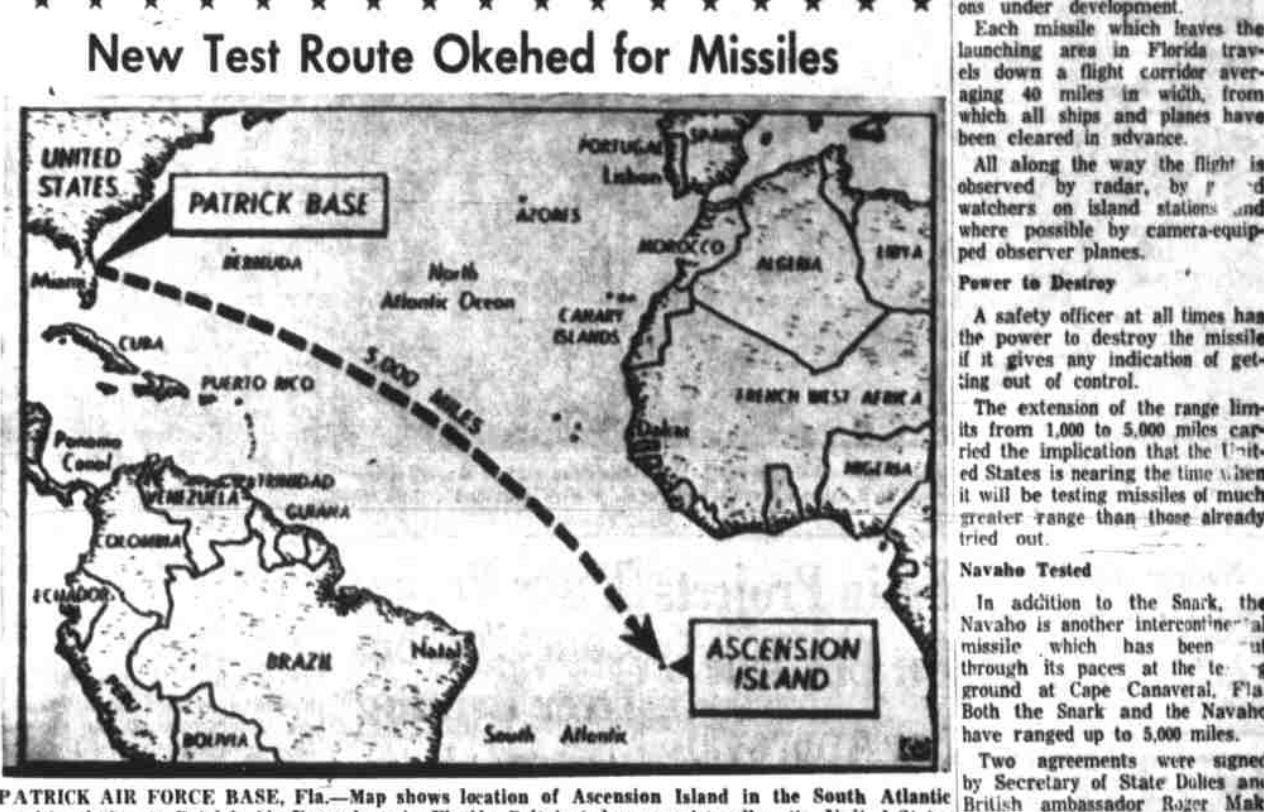 New Test Route Okehed for Missiles
UNITED
STATES
PATRICK BASE
Miami
BERMUDA
CUBA
PUERTO RICO
Panama
Canal
VENEZUELA
TRINIDAD
GUIANA
COLOMBIA
ECUADOR
PERU
BRAZIL
BOLIVIA
Natal
North
Atlantic Ocean
AZORES
5,000 MILES
PORTUGAL
Lisbon
SPAIN
MOROCCO
ALGERIA
LIBYA
CANARY
ISLANDS
FRENCH WEST AFRICA
Dakar
NIGERIA
ASCENSION
ISLAND
South Atlantic
PATRICK AIR FORCE BASE, Fla.—Map shows location of Ascension Island in the South Atlantic
ons under development.
Each missile which leaves the
launching area in Florida trav-
els down a flight corridor aver-
aging 40 miles in width, from
which all ships and planes have
been cleared in advance.
All along the way the flight is
observed by radar, by
watchers on island stations and
where possible by camera-equip-
ped observer planes.
Power to Destroy
A safety officer at all times has
the power to destroy the missile
if it gives any indication of get-
ting out of control.
The extension of the range lim-
its from 1,000 to 5,000 miles car-
ried the implication that the Unit-
ed States is nearing the time when
it will be testing missiles of much
greater range than those already
tried out.
Navaho Tested
In addition to the Snark, the
Navaho is another intercontinental
missile which has been
through its paces at the
ground at Cape Canaveral, Fla
Both the Snark and the Navaho
have ranged up to 5,000 miles.
Two agreements were signed
by Secretary of State Dulles and
British ambassador Roger Mak